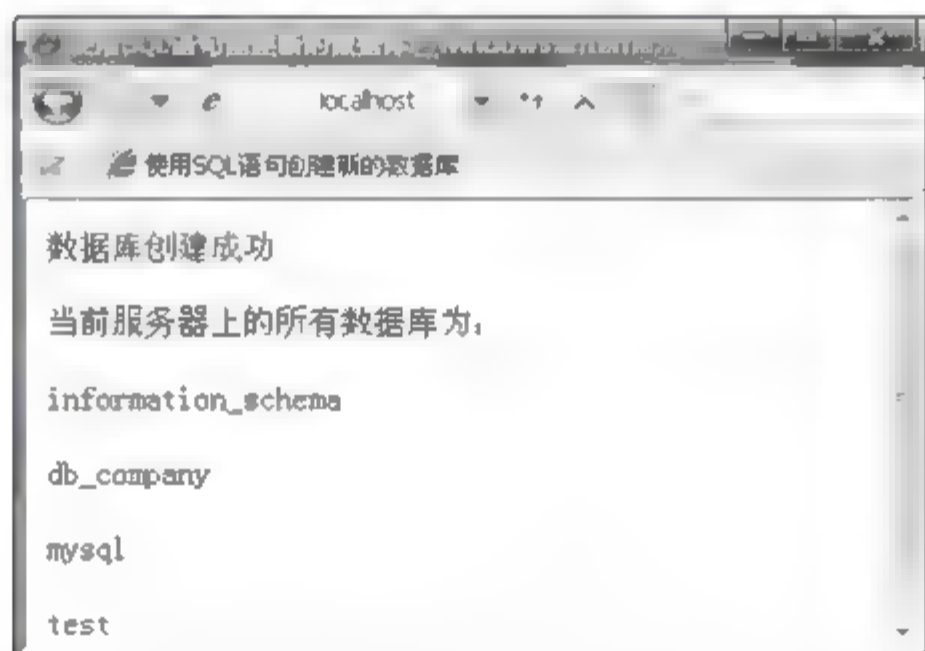 localhost
使用SQL语句创建新的数据库
数据库创建成功
当前服务器上的所有数据库为:
information_schema
db_company
mysql
test